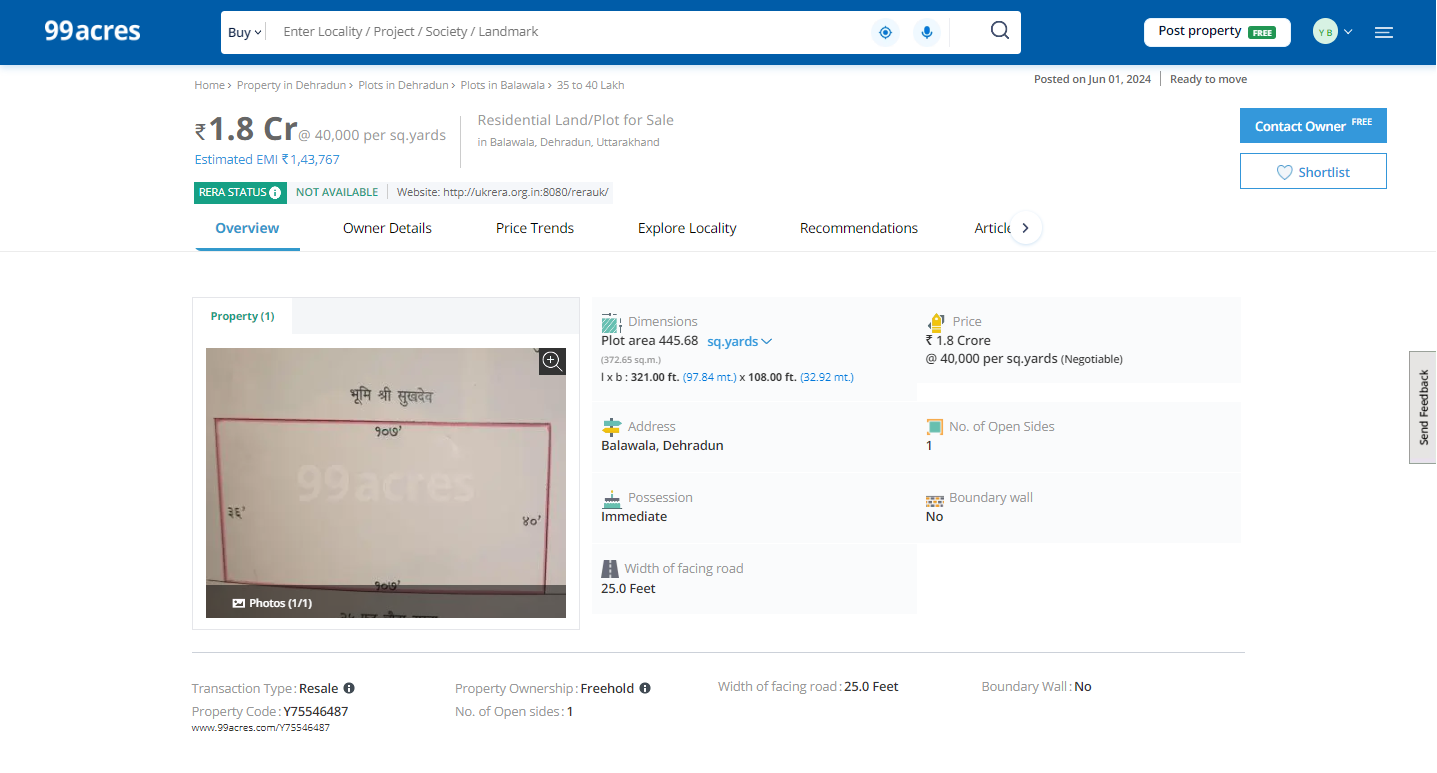 99acres
Buy
Enter Locality / Project / Society / Landmark
Post property FREE
Y B
Home › Property in Dehradun › Plots in Dehradun › Plots in Balawala › 35 to 40 Lakh
Posted on Jun 01, 2024 | Ready to move
₹1.8 Cr @ 40,000 per sq.yards
Estimated EMI ₹1,43,767
Residential Land/Plot for Sale
in Balawala, Dehradun, Uttarakhand
Contact Owner FREE
Shortlist
RERA STATUS NOT AVAILABLE | Website: http://ukrera.org.in:8080/rerauk/
Overview
Owner Details
Price Trends
Explore Locality
Recommendations
Article
Property (1)
भूमि श्री सुखदेव
१०७'
99acres
३६'
४०'
१०७'
Photos (1/1)
Dimensions
Plot area 445.68 sq.yards
(372.65 sq.m.)
l x b : 321.00 ft. (97.84 mt.) x 108.00 ft. (32.92 mt.)
Price
₹ 1.8 Crore
@ 40,000 per sq.yards (Negotiable)
Address
Balawala, Dehradun
No. of Open Sides
1
Possession
Immediate
Boundary wall
No
Width of facing road
25.0 Feet
Send Feedback
Transaction Type : Resale
Property Ownership : Freehold
Width of facing road : 25.0 Feet
Boundary Wall : No
Property Code : Y75546487
www.99acres.com/Y75546487
No. of Open sides : 1